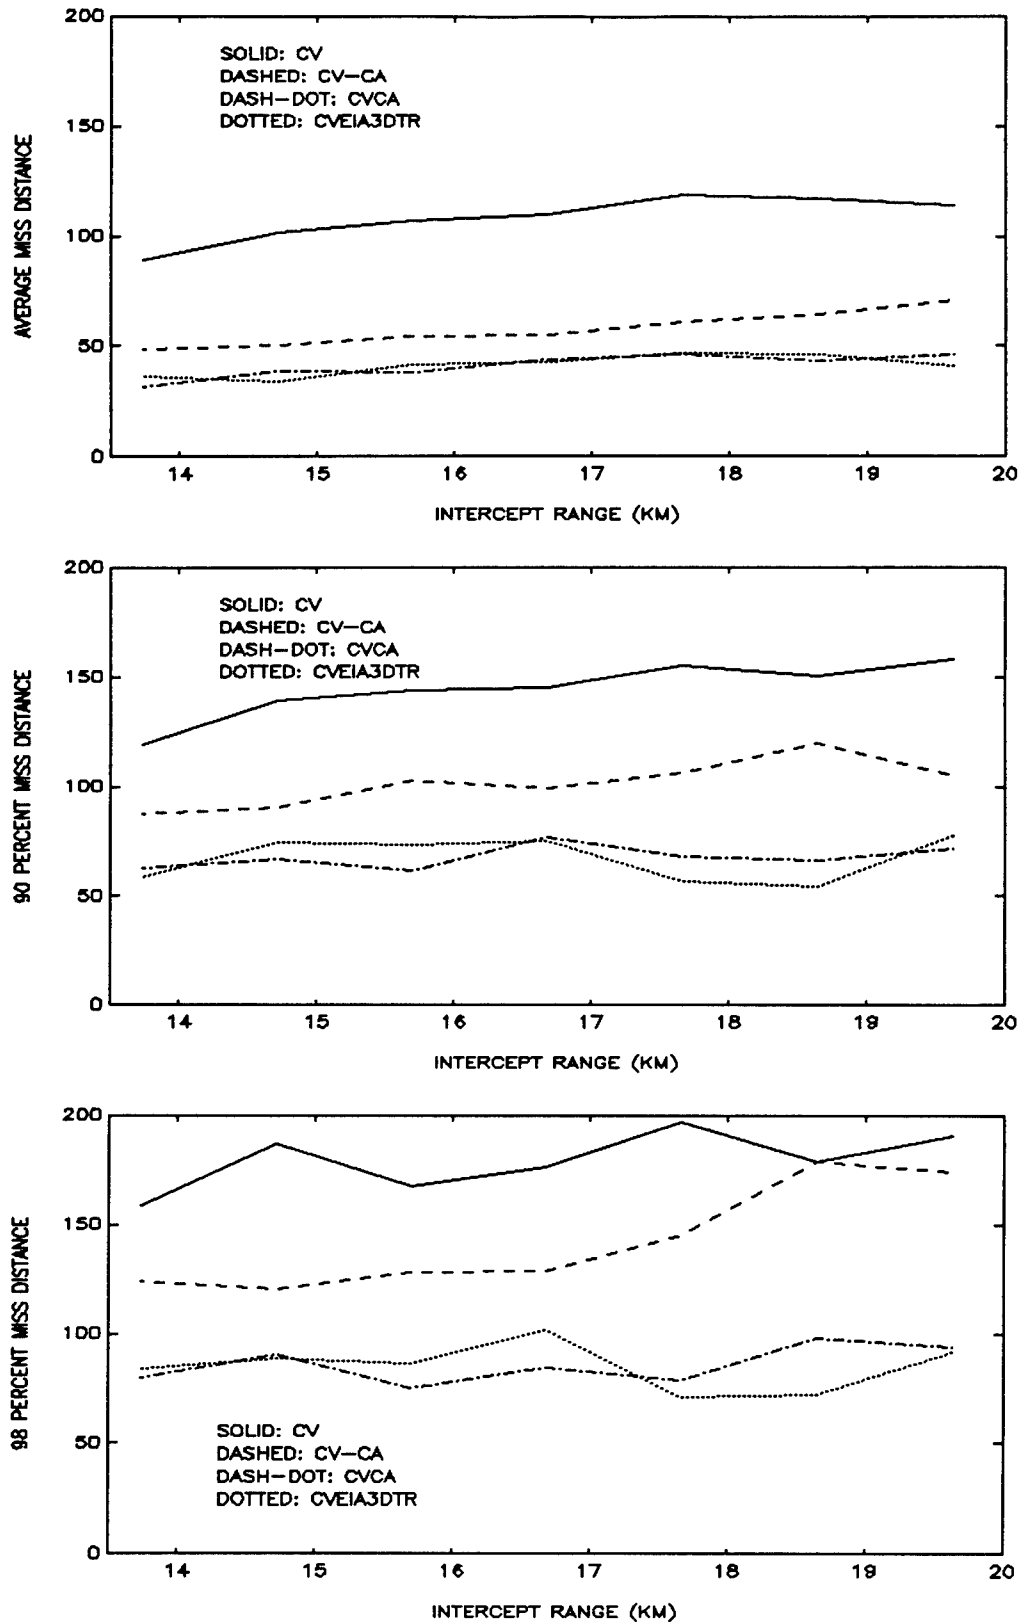 200
150
100
50
0
AVERAGE MISS DISTANCE
SOLID: CV
DASHED: CV-CA
DASH-DOT: CVCA
DOTTED: CVEIA3DTR
14 15 16 17 18 19 20
INTERCEPT RANGE (KM)
200
150
100
50
0
90 PERCENT MISS DISTANCE
SOLID: CV
DASHED: CV-CA
DASH-DOT: CVCA
DOTTED: CVEIA3DTR
14 15 16 17 18 19 20
INTERCEPT RANGE (KM)
200
150
100
50
0
98 PERCENT MISS DISTANCE
SOLID: CV
DASHED: CV-CA
DASH-DOT: CVCA
DOTTED: CVEIA3DTR
14 15 16 17 18 19 20
INTERCEPT RANGE (KM)